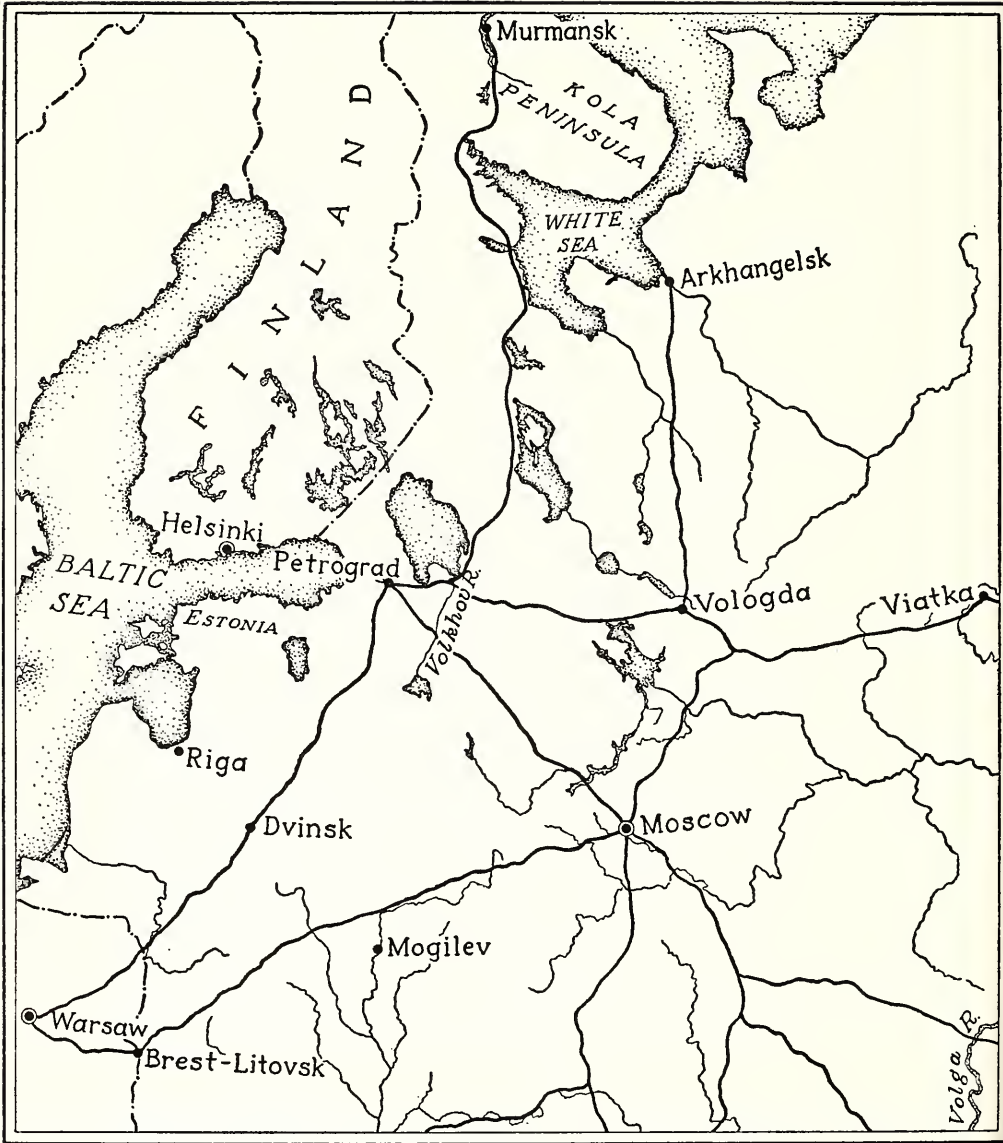 Murmansk
KOLA
PENINSULA
FINLAND
WHITE
SEA
Arkhangelsk
Helsinki
Petrograd
BALTIC
SEA
ESTONIA
Volkhov R.
Vologda
Viatka
Riga
Dvinsk
Moscow
Mogilev
Warsaw
Brest-Litovsk
Volga R.